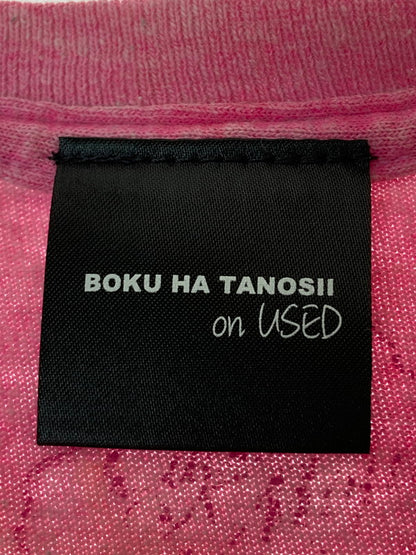 BOKU HA TANOSII
on USED